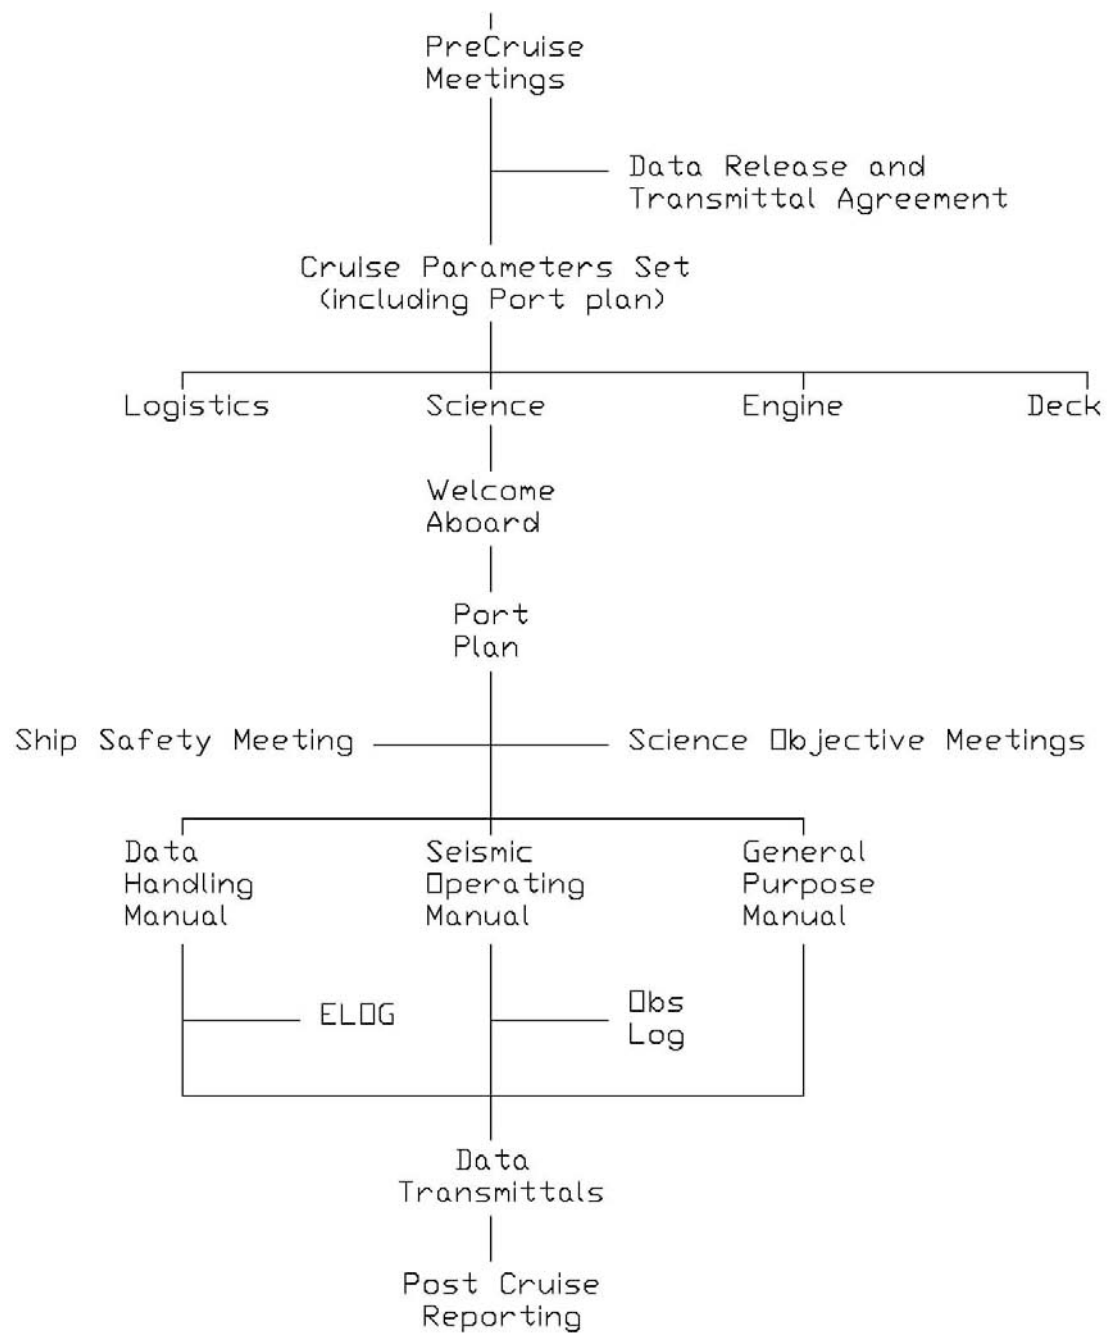 PreCruise
Meetings
Data Release and
Transmittal Agreement
Cruise Parameters Set
(including Port plan)
Logistics
Science
Engine
Deck
Welcome
Aboard
Port
Plan
Ship Safety Meeting
Science Objective Meetings
Data
Handling
Manual
Seismic
Operating
Manual
General
Purpose
Manual
ELOG
Obs
Log
Data
Transmittals
Post Cruise
Reporting